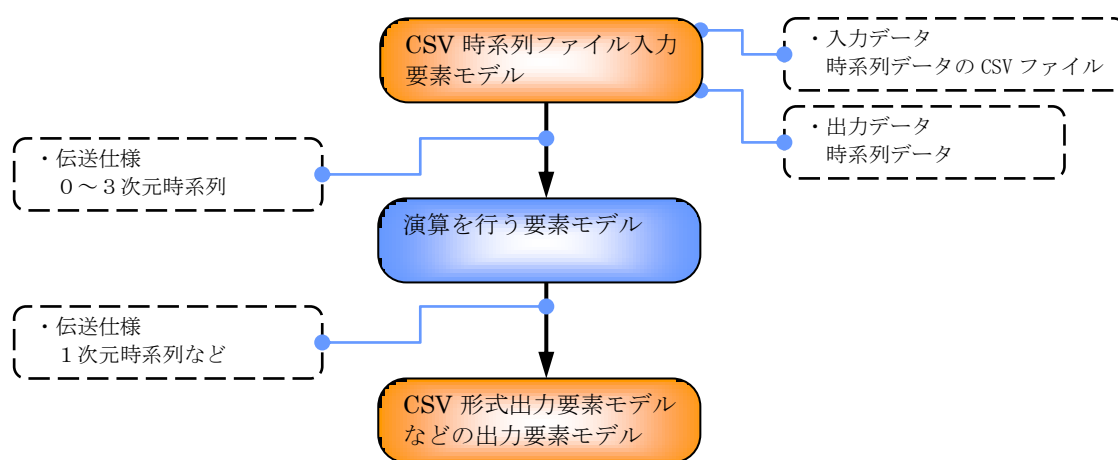 CSV 時系列ファイル入力
要素モデル
・入力データ
時系列データの CSV ファイル
・出力データ
時系列データ
・伝送仕様
０～３次元時系列
演算を行う要素モデル
・伝送仕様
１次元時系列など
CSV 形式出力要素モデル
などの出力要素モデル